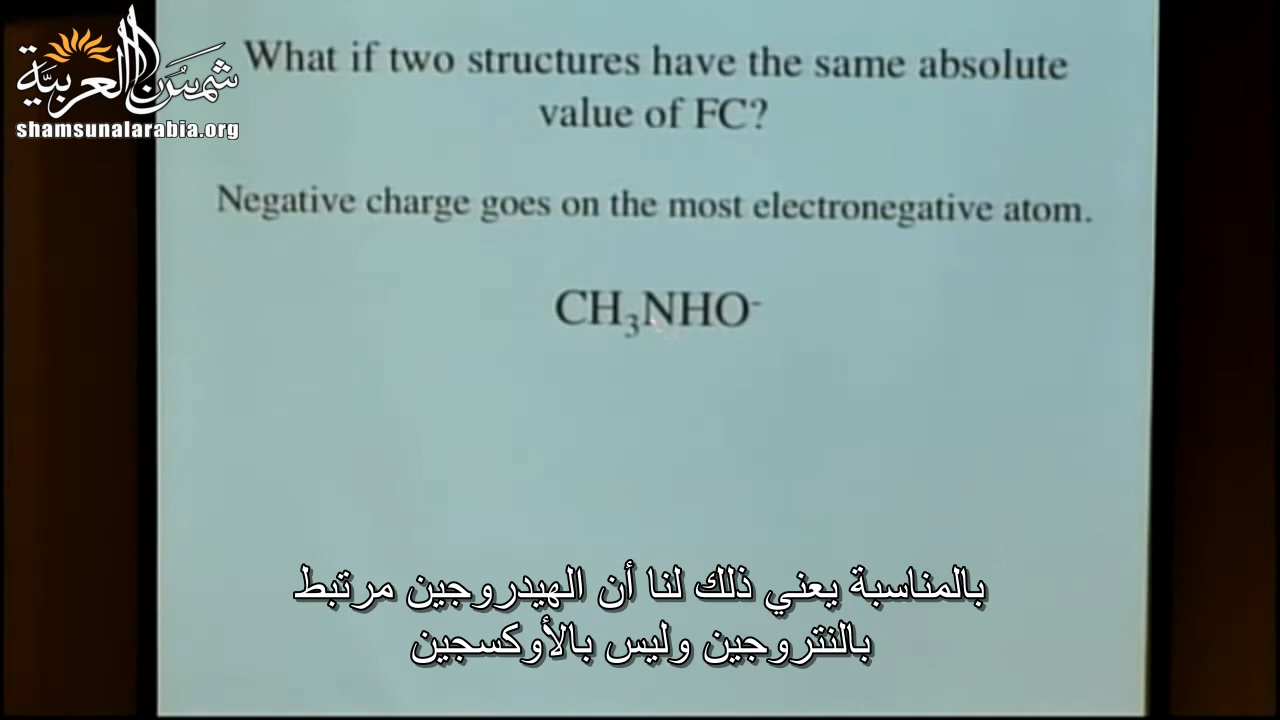 شمس العربية
shamsunalarabia.org
What if two structures have the same absolute
value of FC?
Negative charge goes on the most electronegative atom.
CH₃NHO⁻
بالمناسبة يعني ذلك لنا أن الهيدروجين مرتبط
بالنتروجين وليس بالأوكسجين